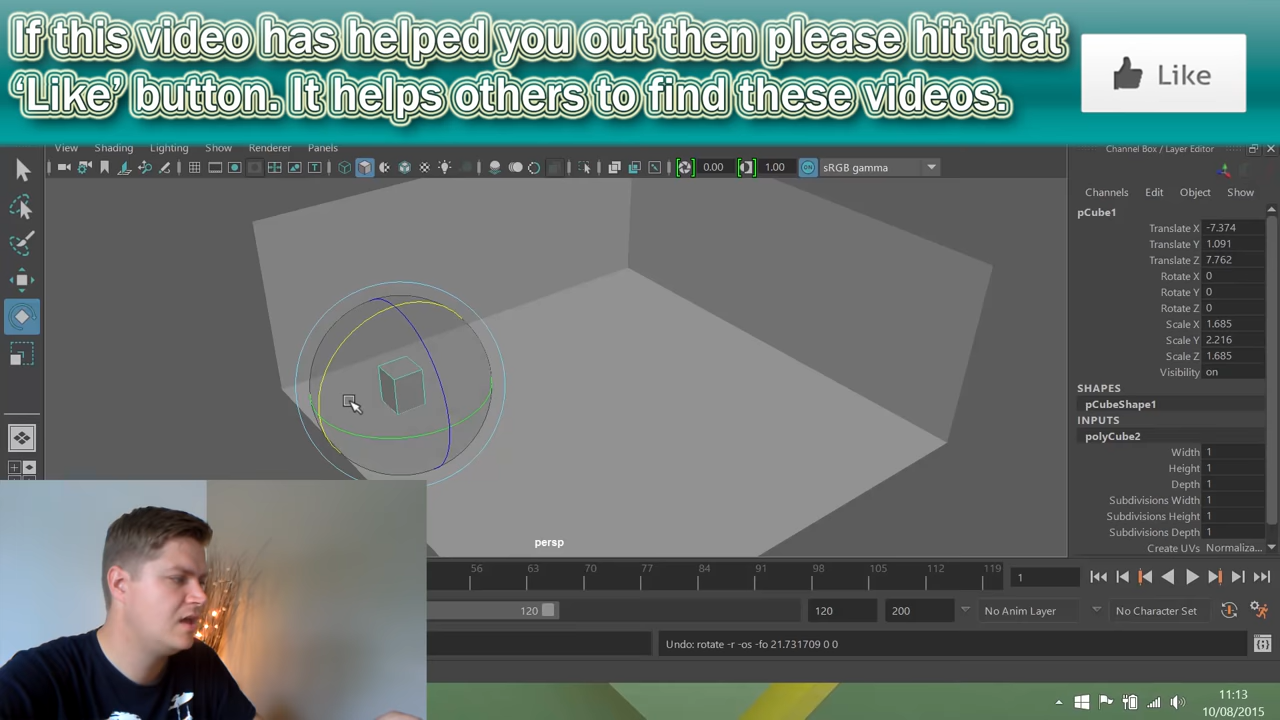 If this video has helped you out then please hit that
‘Like’ button. It helps others to find these videos.
Like
View Shading Lighting Show Renderer Panels
Channel Box / Layer Editor
0.00 1.00 sRGB gamma
ON
Channels Edit Object Show
pCube1
Translate X -7.374
Translate Y 1.091
Translate Z 7.762
Rotate X 0
Rotate Y 0
Rotate Z 0
Scale X 1.685
Scale Y 2.216
Scale Z 1.685
Visibility on
SHAPES
pCubeShape1
INPUTS
polyCube2
Width 1
Height 1
Depth 1
Subdivisions Width 1
Subdivisions Height 1
Subdivisions Depth 1
Create UVs Normaliza...
persp
56 63 70 77 84 91 98 105 112 119
1
120 120 200 No Anim Layer No Character Set
Undo: rotate -r -os -fo 21.731709 0 0
11:13
10/08/2015